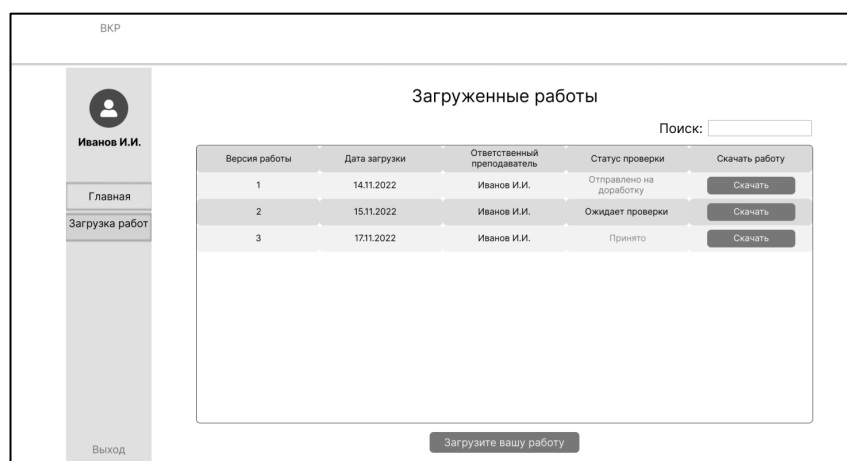 ВКР
Иванов И.И.
Главная
Загрузка работ
Выход
Загруженные работы
Поиск:
Версия работы Дата загрузки Ответственный преподаватель Статус проверки Скачать работу
1 14.11.2022 Иванов И.И. Отправлено на доработку Скачать
2 15.11.2022 Иванов И.И. Ожидает проверки Скачать
3 17.11.2022 Иванов И.И. Принято Скачать
Загрузите вашу работу